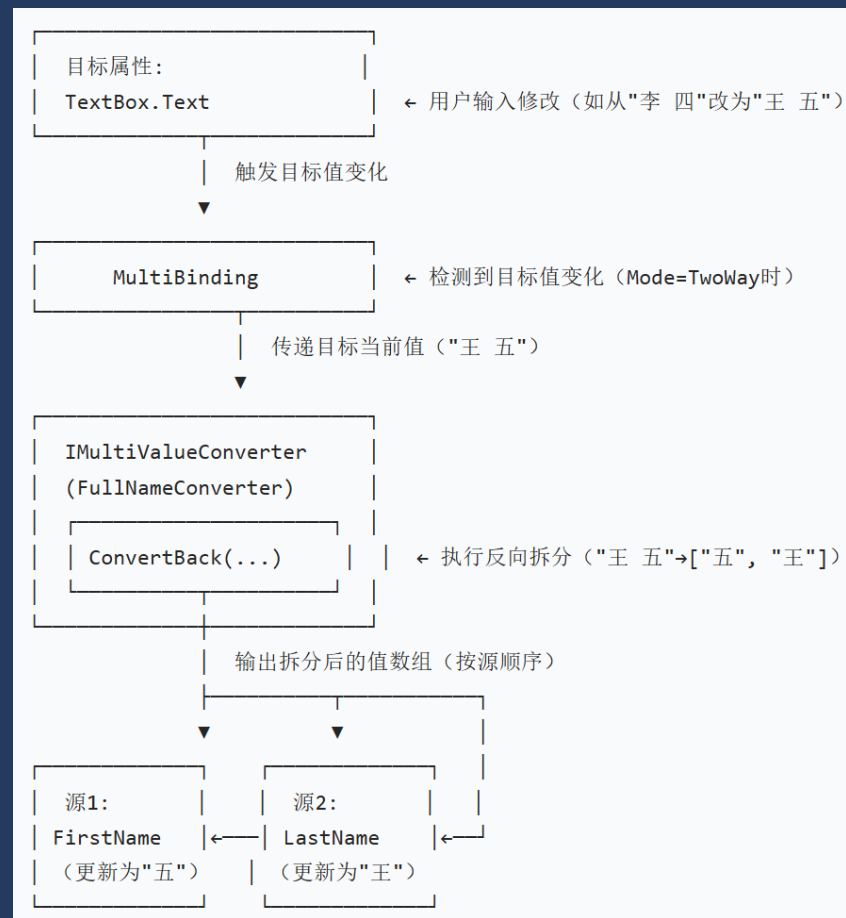 目标属性:
TextBox.Text ← 用户输入修改（如从"李 四"改为"王 五"）
触发目标值变化
MultiBinding ← 检测到目标值变化（Mode=TwoWay时）
传递目标当前值（"王 五"）
IMultiValueConverter
(FullNameConverter)
ConvertBack(...) ← 执行反向拆分（"王 五"→["五", "王"]）
输出拆分后的值数组（按源顺序）
源1: 源2:
FirstName LastName
（更新为"五"） （更新为"王"）